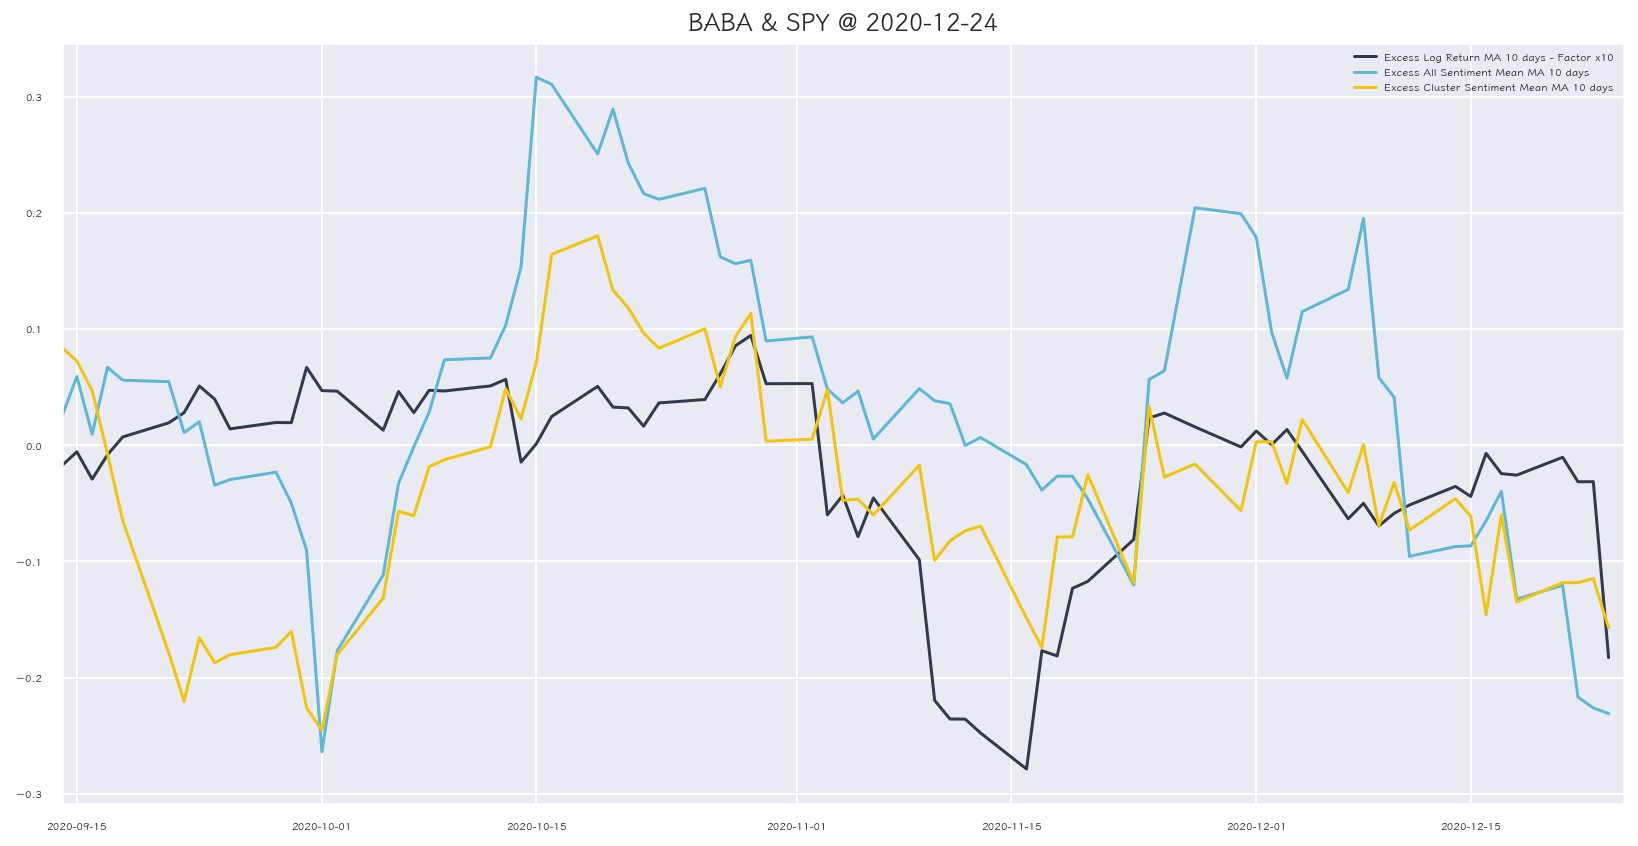 BABA & SPY @ 2020-12-24
Excess Log Return MA 10 days - Factor x10
Excess All Sentiment Mean MA 10 days
Excess Cluster Sentiment Mean MA 10 days
0.3
0.2
0.1
0.0
−0.1
−0.2
−0.3
2020-09-15 2020-10-01 2020-10-15 2020-11-01 2020-11-15 2020-12-01 2020-12-15